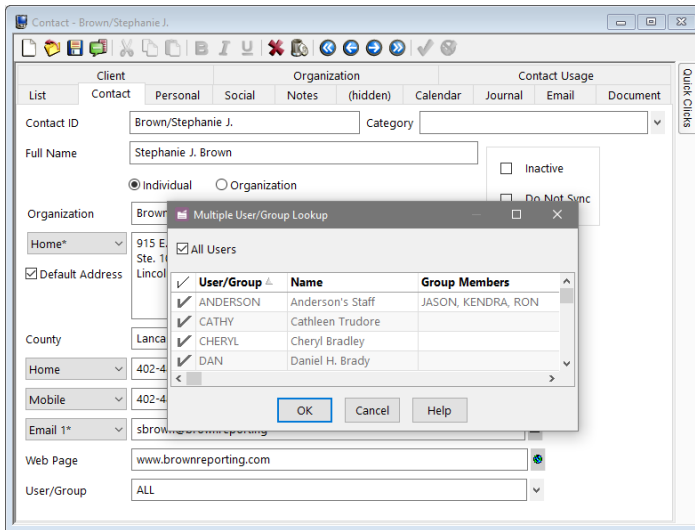 Contact - Brown/Stephanie J.
B I U
Client Organization Contact Usage
List Contact Personal Social Notes (hidden) Calendar Journal Email Document
Quick Clicks
Contact ID Brown/Stephanie J. Category
Full Name Stephanie J. Brown
Inactive
Individual Organization
Do Not Sync
Organization Brown
Multiple User/Group Lookup
Home* 915 E.
All Users
Ste. 10
Default Address Lincol
User/Group Name Group Members
ANDERSON Anderson's Staff JASON, KENDRA, RON
CATHY Cathleen Trudore
County Lanca
CHERYL Cheryl Bradley
DAN Daniel H. Brady
Home 402-4
Mobile 402-4
OK Cancel Help
Email 1* sbrown@brownreporting
Web Page www.brownreporting.com
User/Group ALL